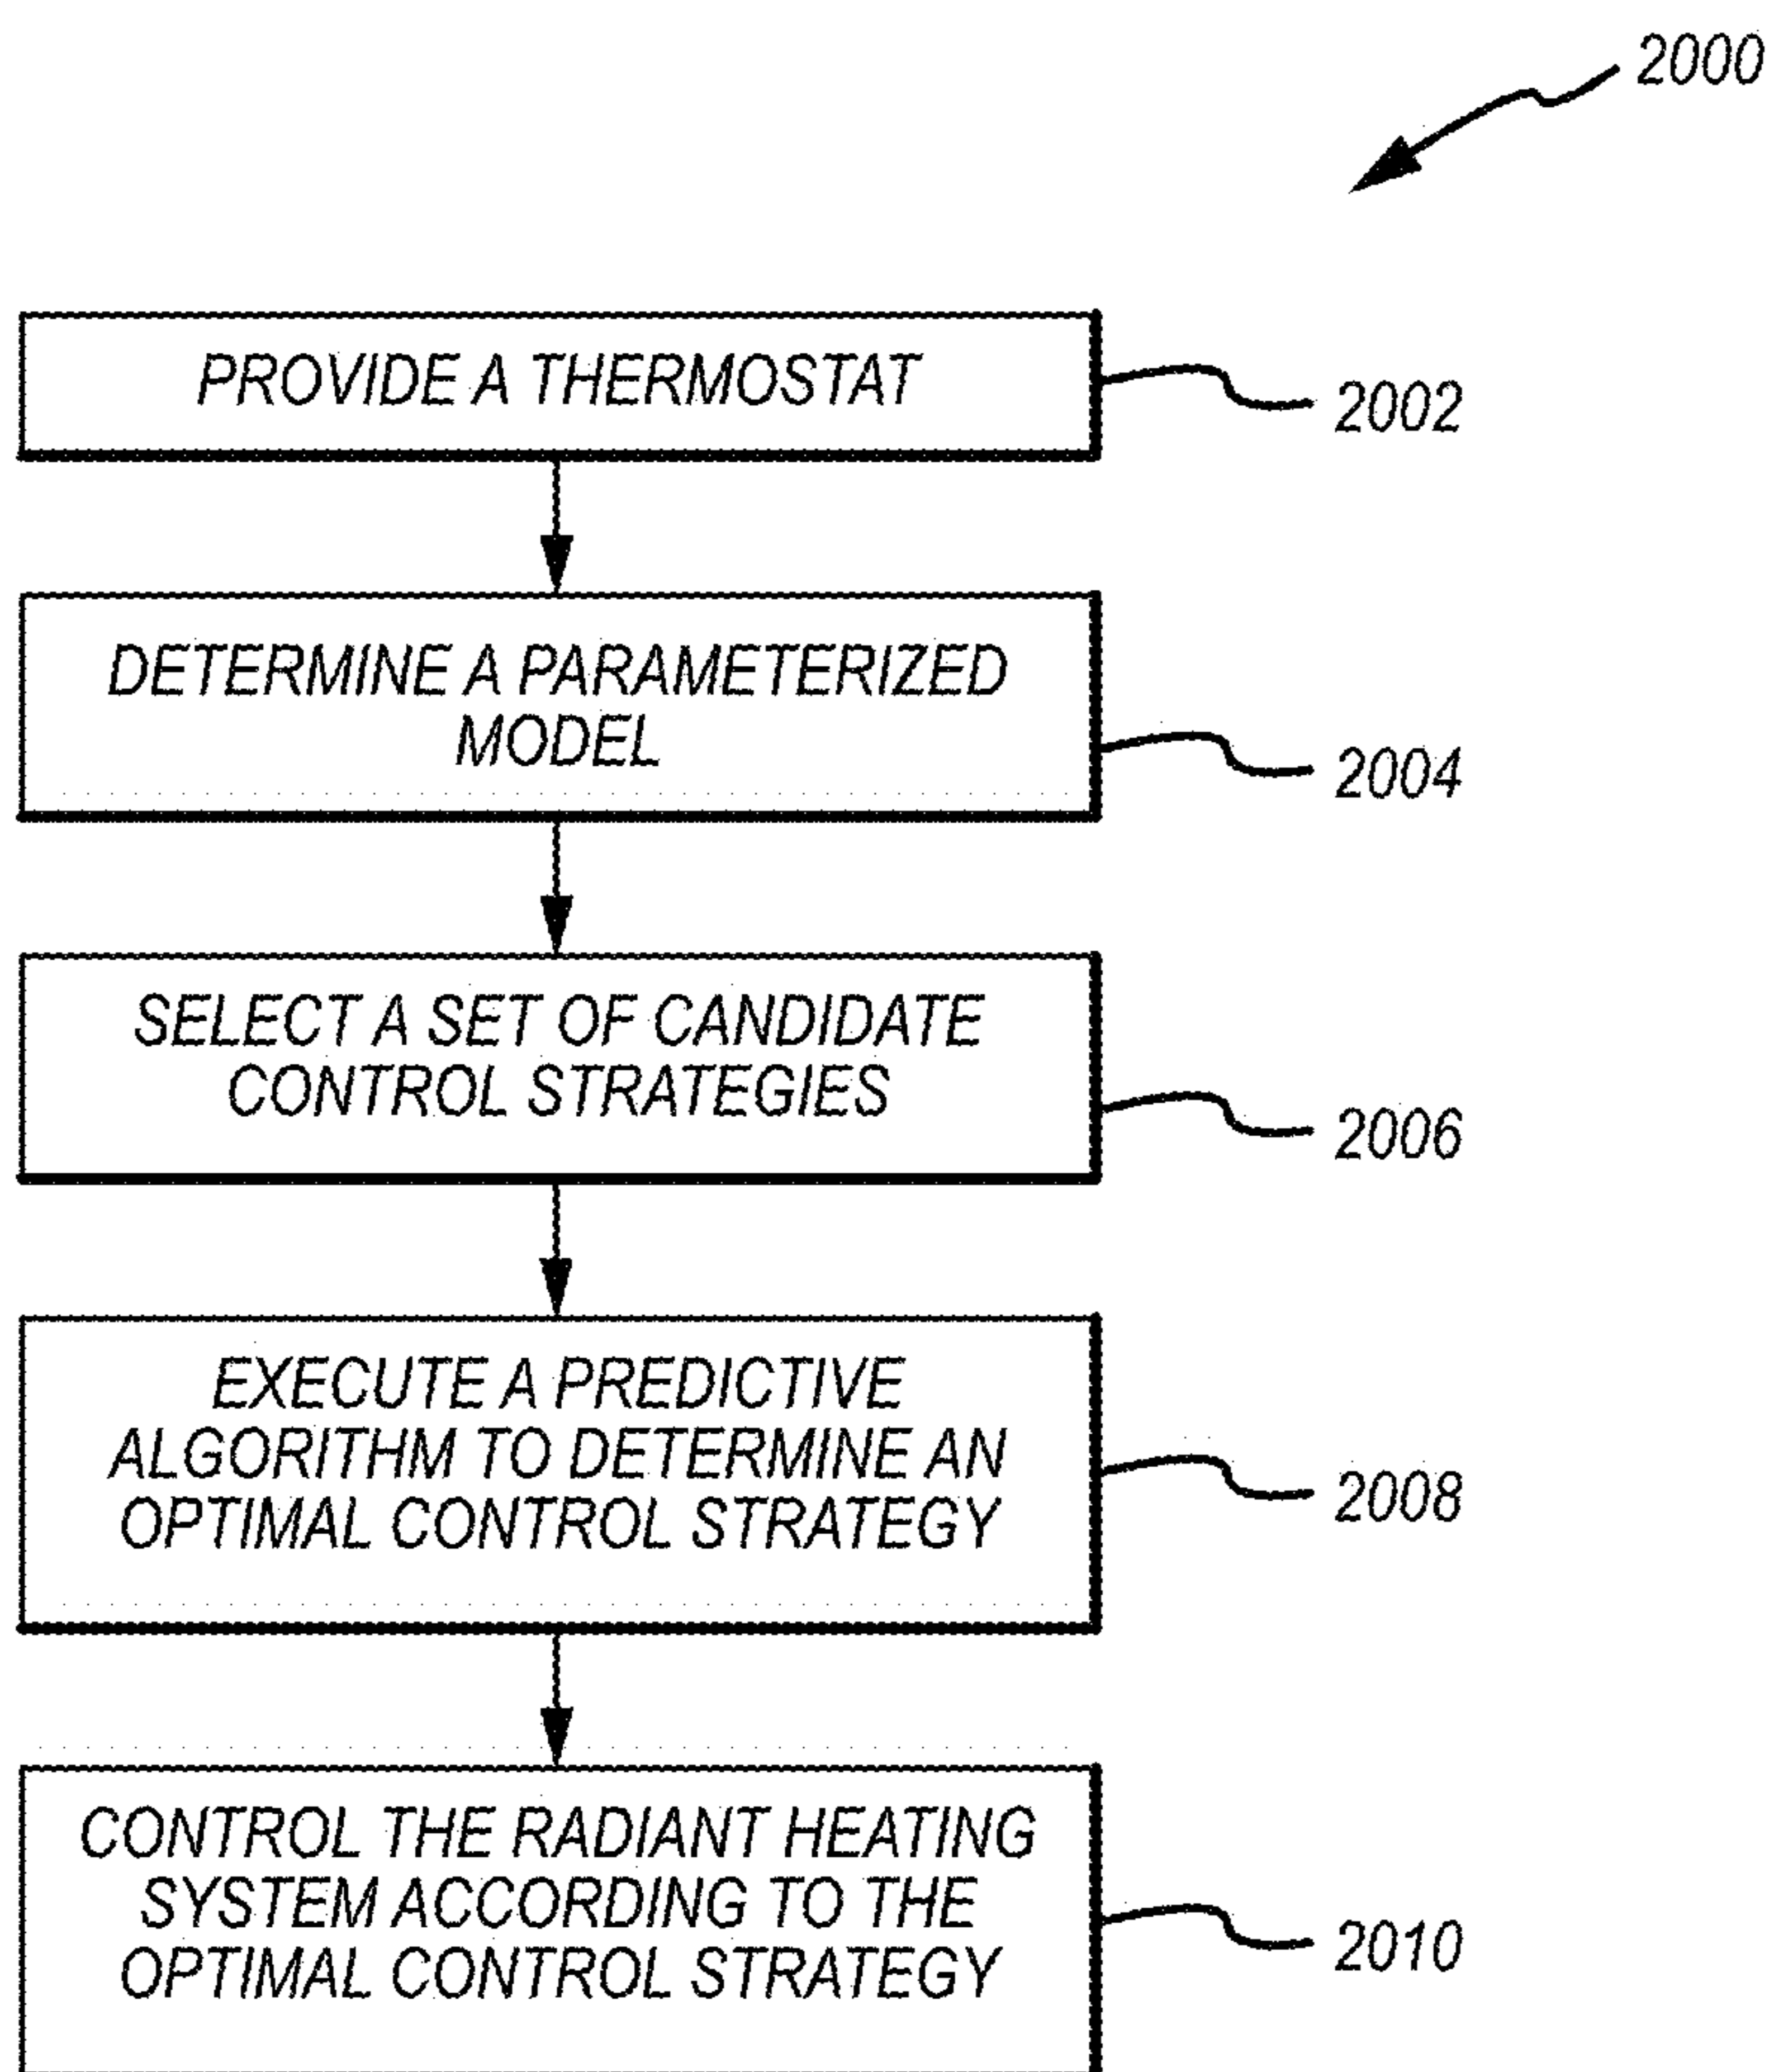 2000
PROVIDE A THERMOSTAT
2002
DETERMINE A PARAMETERIZED
MODEL
2004
SELECT A SET OF CANDIDATE
CONTROL STRATEGIES
2006
EXECUTE A PREDICTIVE
ALGORITHM TO DETERMINE AN
OPTIMAL CONTROL STRATEGY
2008
CONTROL THE RADIANT HEATING
SYSTEM ACCORDING TO THE
OPTIMAL CONTROL STRATEGY
2010